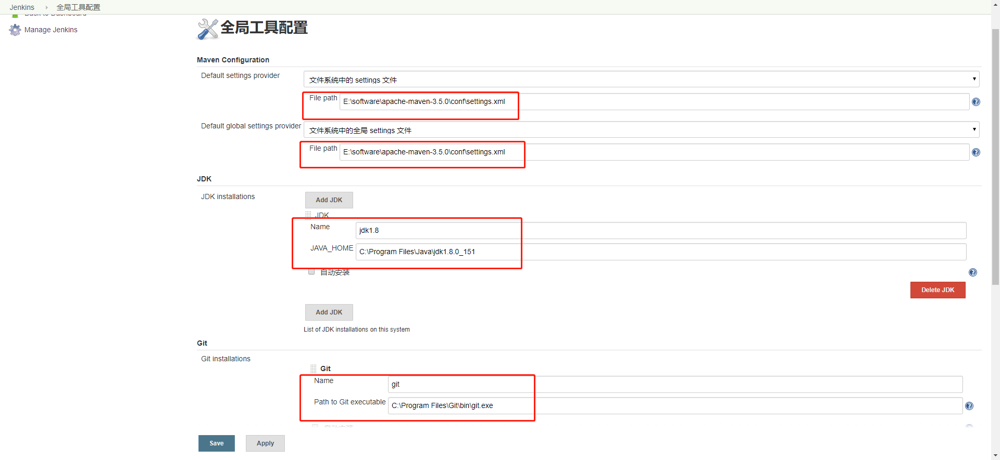 Jenkins 全局工具配置
Back to Dashboard
Manage Jenkins
全局工具配置
Maven Configuration
Default settings provider
文件系统中的 settings 文件
File path E:\software\apache-maven-3.5.0\conf\settings.xml
Default global settings provider
文件系统中的全局 settings 文件
File path E:\software\apache-maven-3.5.0\conf\settings.xml
JDK
JDK installations
Add JDK
JDK
Name jdk1.8
JAVA_HOME C:\Program Files\Java\jdk1.8.0_151
自动安装
Delete JDK
Add JDK
List of JDK installations on this system
Git
Git installations
Git
Name git
Path to Git executable C:\Program Files\Git\bin\git.exe
自动安装
Save Apply